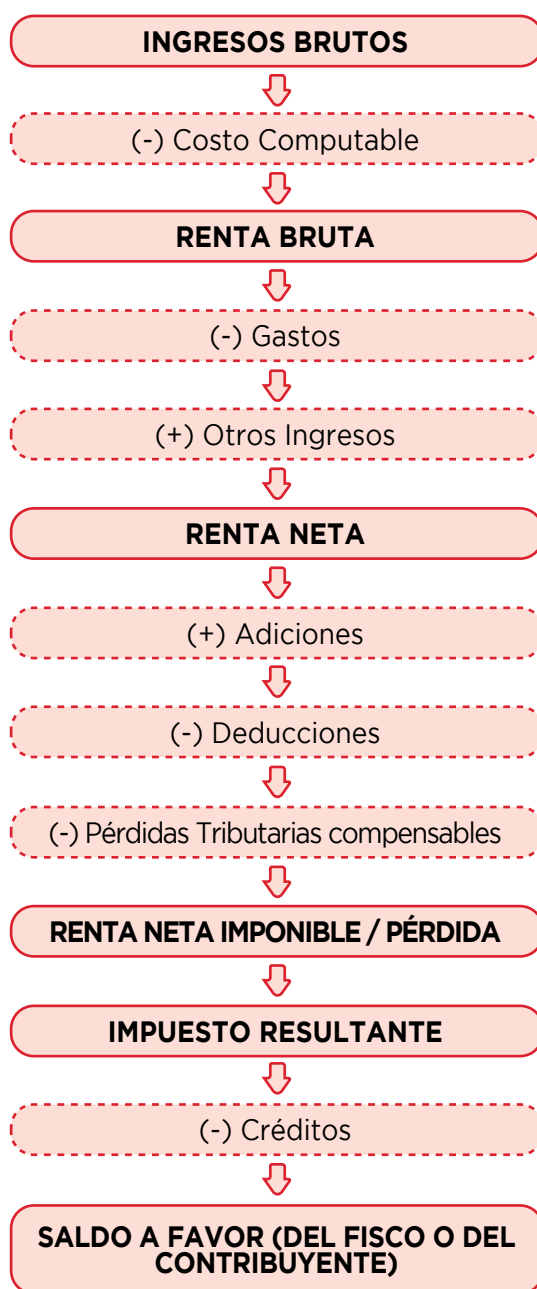 INGRESOS BRUTOS
(-) Costo Computable
RENTA BRUTA
(-) Gastos
(+) Otros Ingresos
RENTA NETA
(+) Adiciones
(-) Deducciones
(-) Pérdidas Tributarias compensables
RENTA NETA IMPONIBLE / PÉRDIDA
IMPUESTO RESULTANTE
(-) Créditos
SALDO A FAVOR (DEL FISCO O DEL
CONTRIBUYENTE)